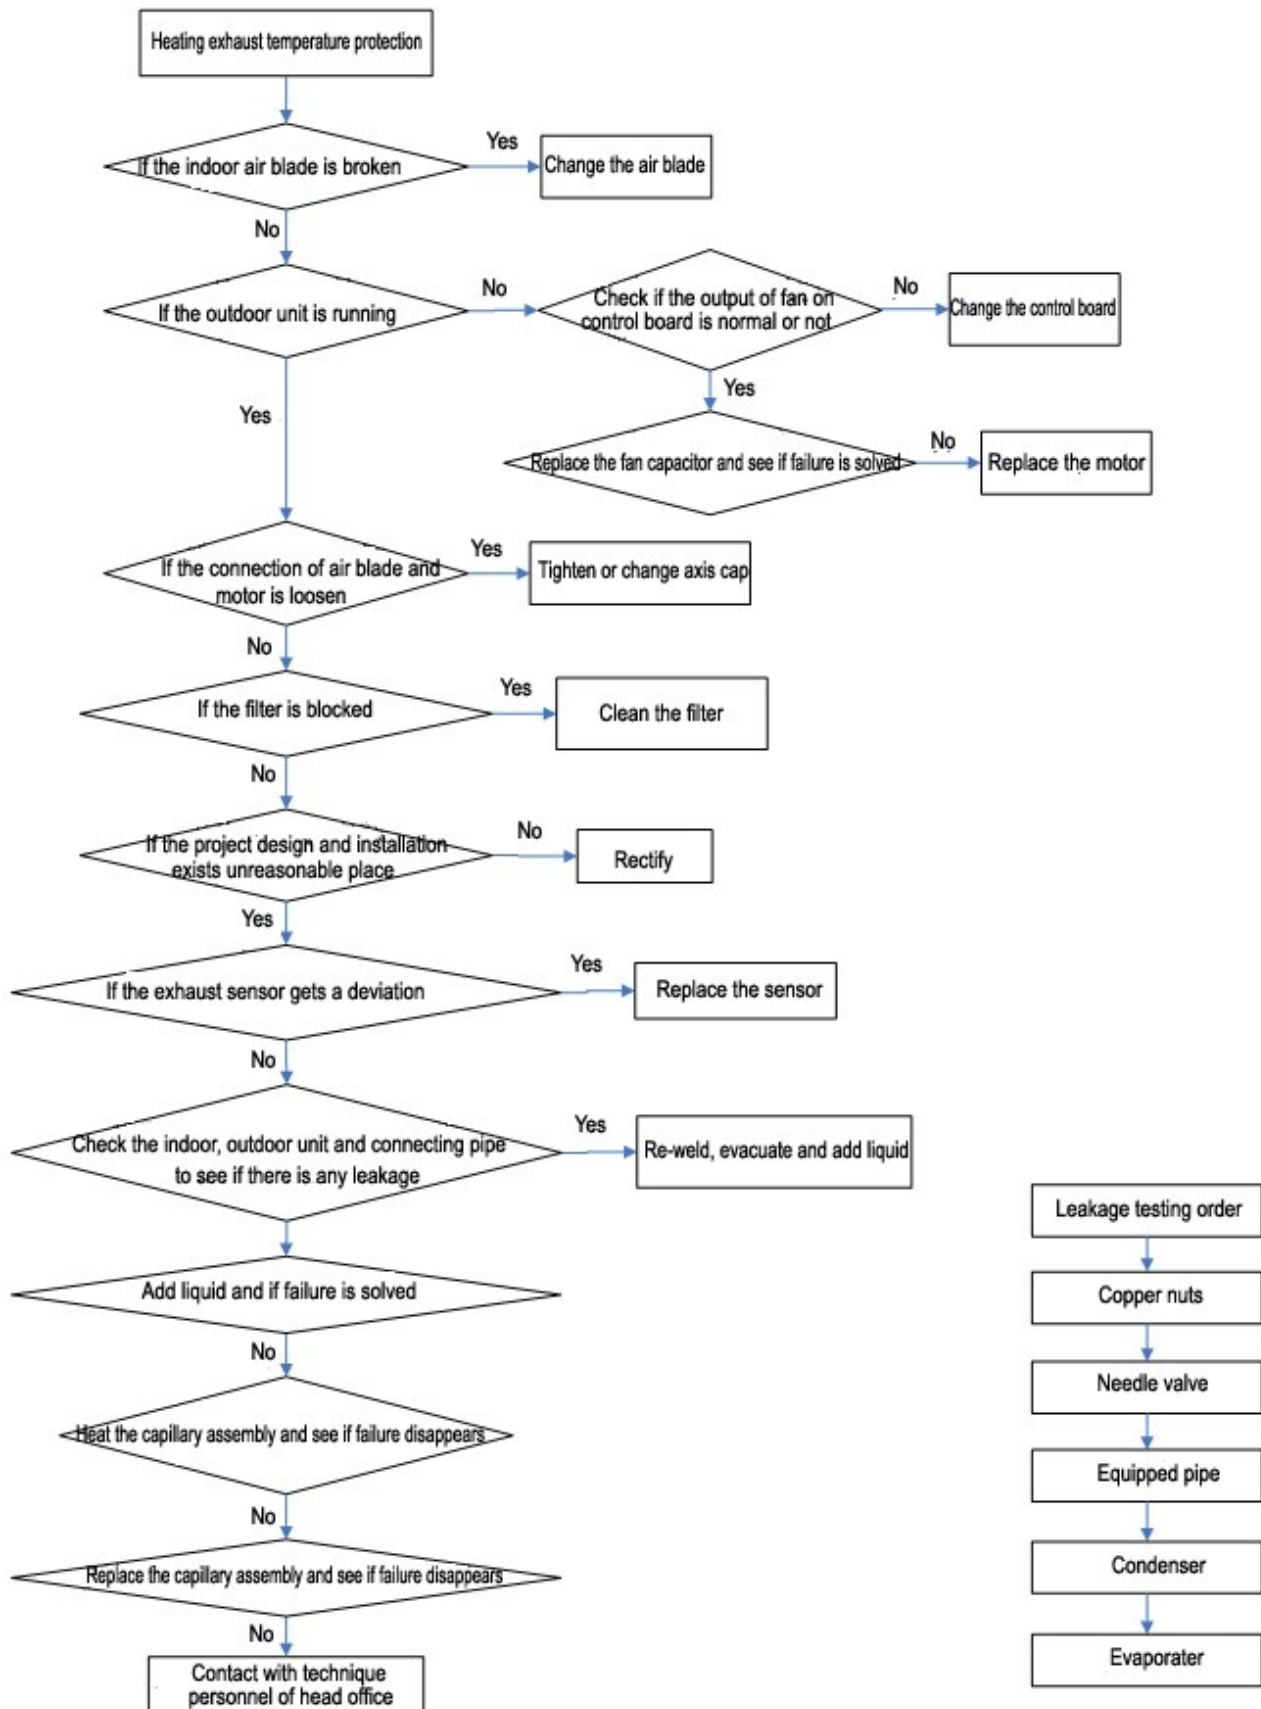 Heating exhaust temperature protection
If the indoor air blade is broken
Yes
Change the air blade
No
If the outdoor unit is running
No
Check if the output of fan on
control board is normal or not
No
Change the control board
Yes
Yes
Replace the fan capacitor and see if failure is solved
No
Replace the motor
If the connection of air blade and
motor is loosen
Yes
Tighten or change axis cap
No
If the filter is blocked
Yes
Clean the filter
No
If the project design and installation
exists unreasonable place
No
Rectify
Yes
If the exhaust sensor gets a deviation
Yes
Replace the sensor
No
Check the indoor, outdoor unit and connecting pipe
to see if there is any leakage
Yes
Re-weld, evacuate and add liquid
Add liquid and if failure is solved
No
Heat the capillary assembly and see if failure disappears
No
Replace the capillary assembly and see if failure disappears
No
Contact with technique
personnel of head office
Leakage testing order
Copper nuts
Needle valve
Equipped pipe
Condenser
Evaporater